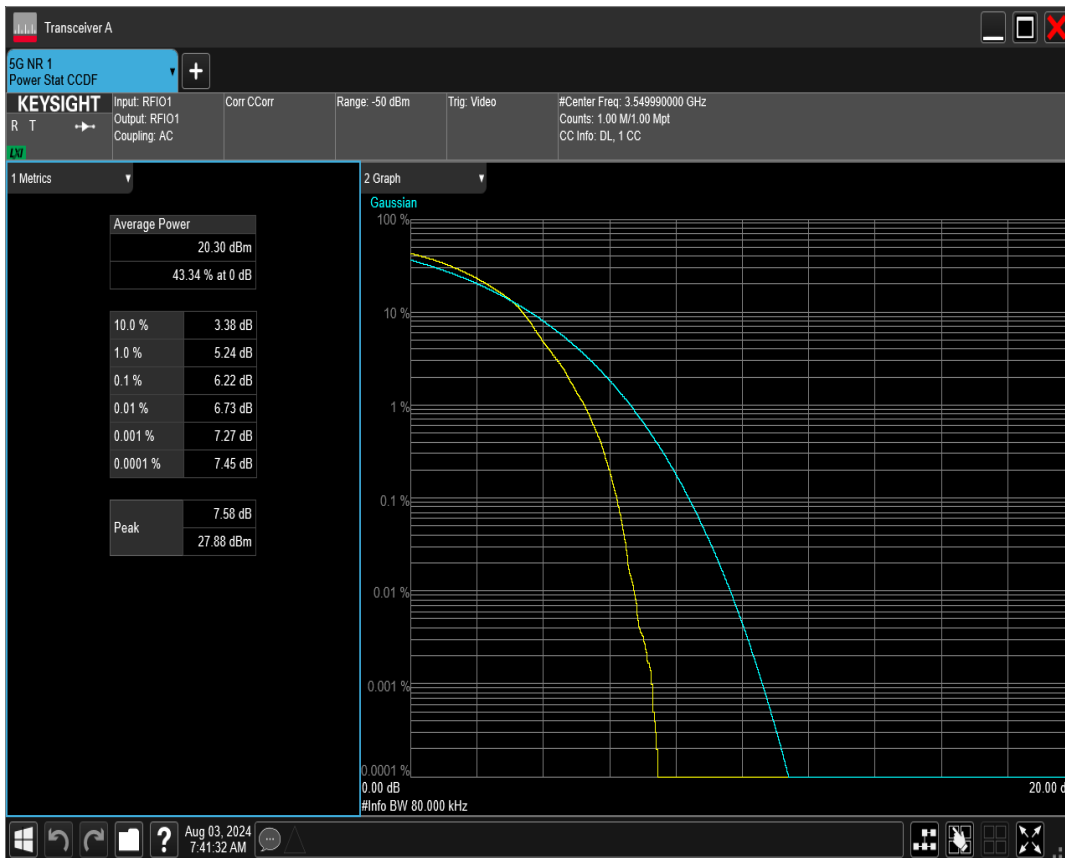 Transceiver A
5G NR 1
Power Stat CCDF
KEYSIGHT
R T
LXI
Input: RFIO1
Output: RFIO1
Coupling: AC
Corr CCorr
Range: -50 dBm
Trig: Video
#Center Freq: 3.549990000 GHz
Counts: 1.00 M/1.00 Mpt
CC Info: DL, 1 CC
1 Metrics
Average Power
20.30 dBm
43.34 % at 0 dB
10.0 % 3.38 dB
1.0 % 5.24 dB
0.1 % 6.22 dB
0.01 % 6.73 dB
0.001 % 7.27 dB
0.0001 % 7.45 dB
Peak
7.58 dB
27.88 dBm
2 Graph
Gaussian
100 %
10 %
1 %
0.1 %
0.01 %
0.001 %
0.0001 %
0.00 dB
20.00 d
#Info BW 80.000 kHz
?
Aug 03, 2024
7:41:32 AM